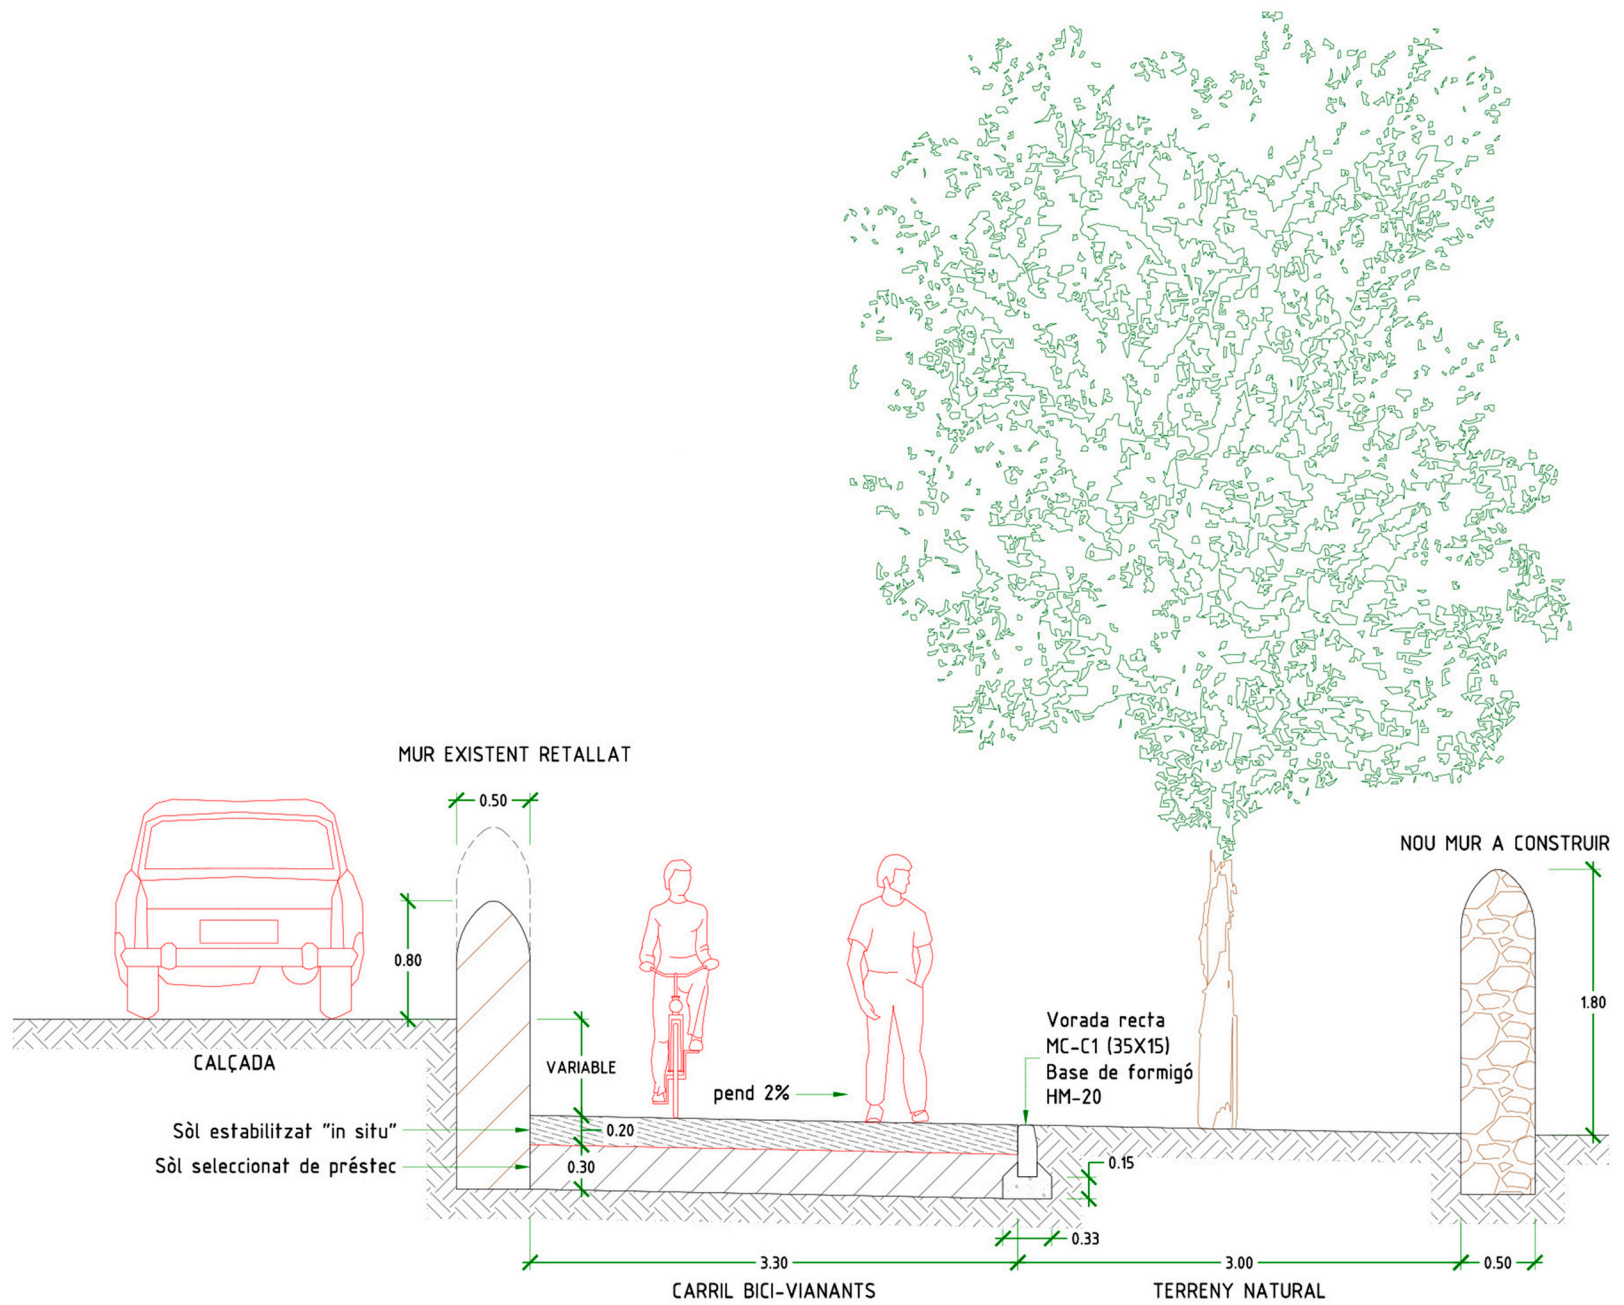 MUR EXISTENT RETALLAT
0.50
NOU MUR A CONSTRUIR
0.80
1.80
CALÇADA
VARIABLE
pend 2%
Vorada recta
MC-C1 (35X15)
Base de formigó
HM-20
Sòl estabilitzat "in situ"
0.20
Sòl seleccionat de préstec
0.30
0.15
0.33
3.30
3.00
0.50
CARRIL BICI-VIANANTS
TERRENY NATURAL